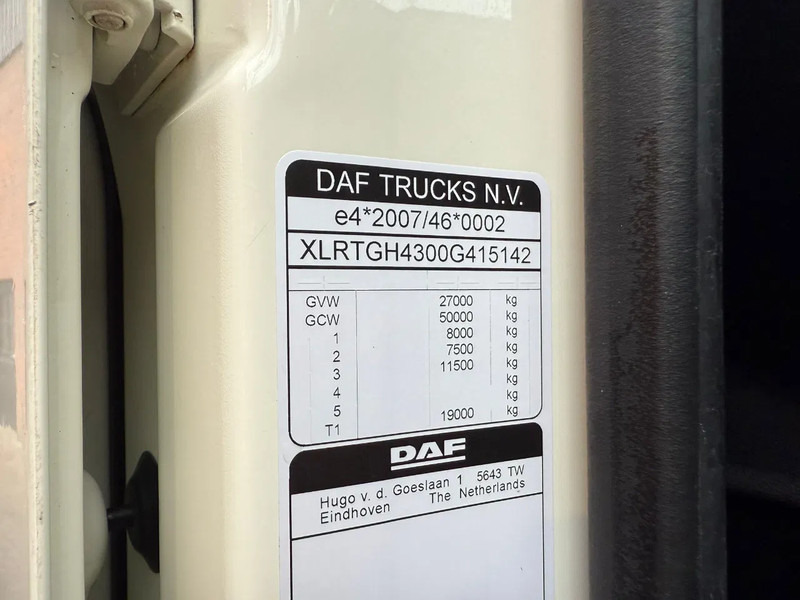 DAF TRUCKS N.V.
e4*2007/46*0002
XLRTGH4300G415142
GVW 27000 kg
GCW 50000 kg
1 8000 kg
2 7500 kg
3 11500 kg
4 kg
5 kg
T1 19000 kg
DAF
Hugo v. d. Goeslaan 1 5643 TW
Eindhoven The Netherlands